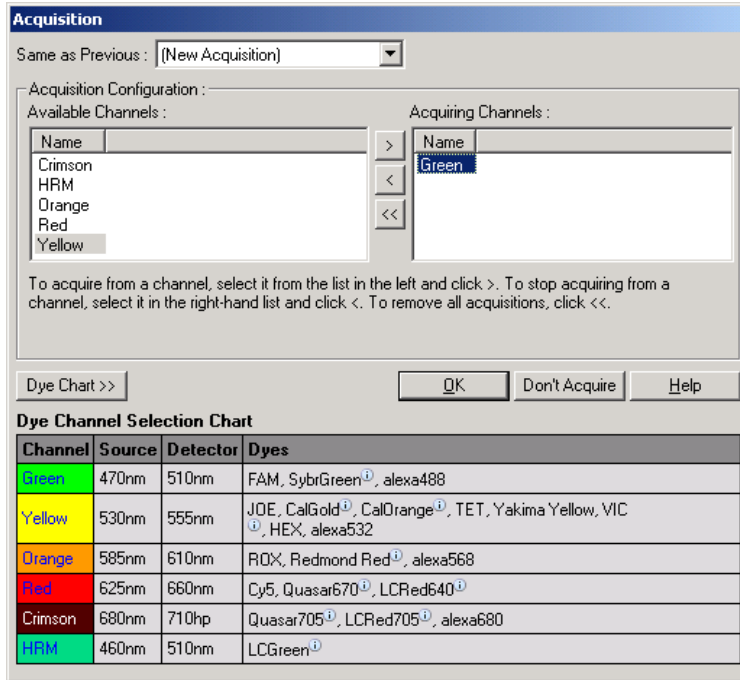 Acquisition
Same as Previous : (New Acquisition)
Acquisition Configuration :
Available Channels :
Name
Crimson
HRM
Orange
Red
Yellow
>
<
<<
Acquiring Channels :
Name
Green
To acquire from a channel, select it from the list in the left and click >. To stop acquiring from a
channel, select it in the right-hand list and click <. To remove all acquisitions, click <<.
Dye Chart >> OK Don't Acquire Help
Dye Channel Selection Chart
Channel Source Detector Dyes
Green 470nm 510nm FAM, SybrGreen ⓘ, alexa488
Yellow 530nm 555nm JOE, CalGold ⓘ, CalOrange ⓘ, TET, Yakima Yellow, VIC
ⓘ, HEX, alexa532
Orange 585nm 610nm ROX, Redmond Red ⓘ, alexa568
Red 625nm 660nm Cy5, Quasar670 ⓘ, LCRed640 ⓘ
Crimson 680nm 710hp Quasar705 ⓘ, LCRed705 ⓘ, alexa680
HRM 460nm 510nm LCGreen ⓘ